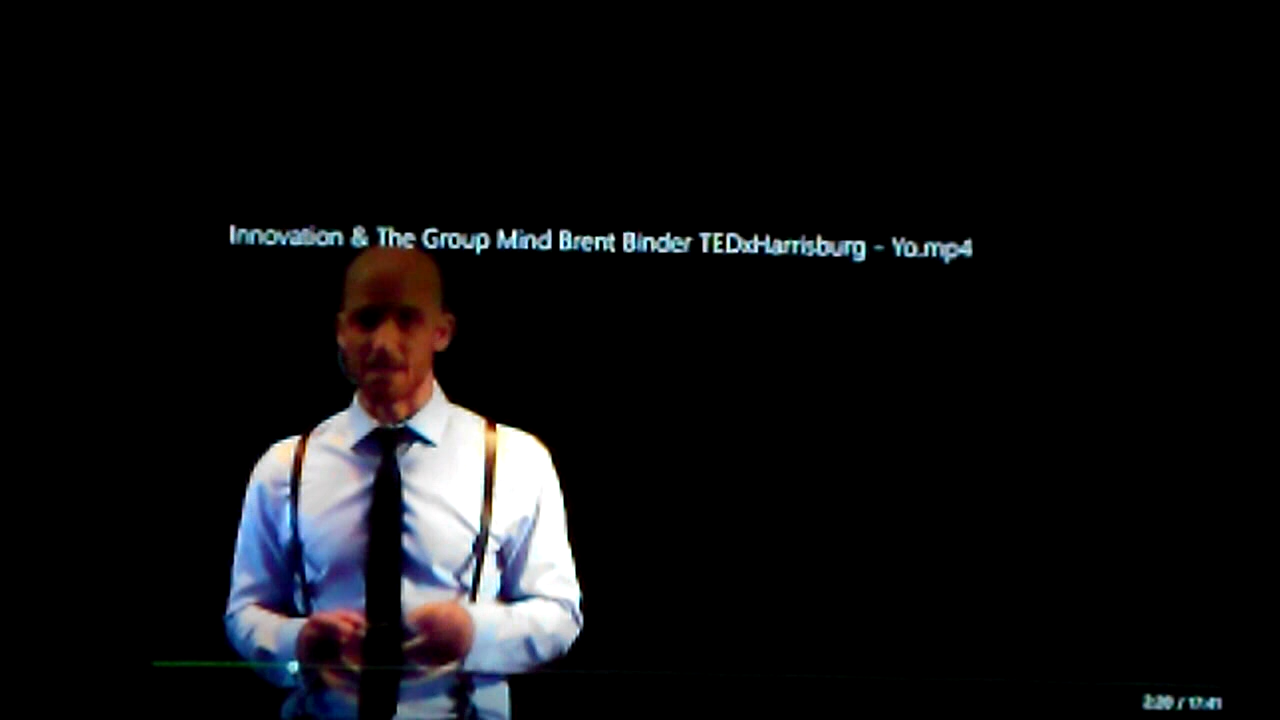 Innovation & The Group Mind Brent Binder TEDxHarrisburg - Yo.mp4
2:20 / 17:41